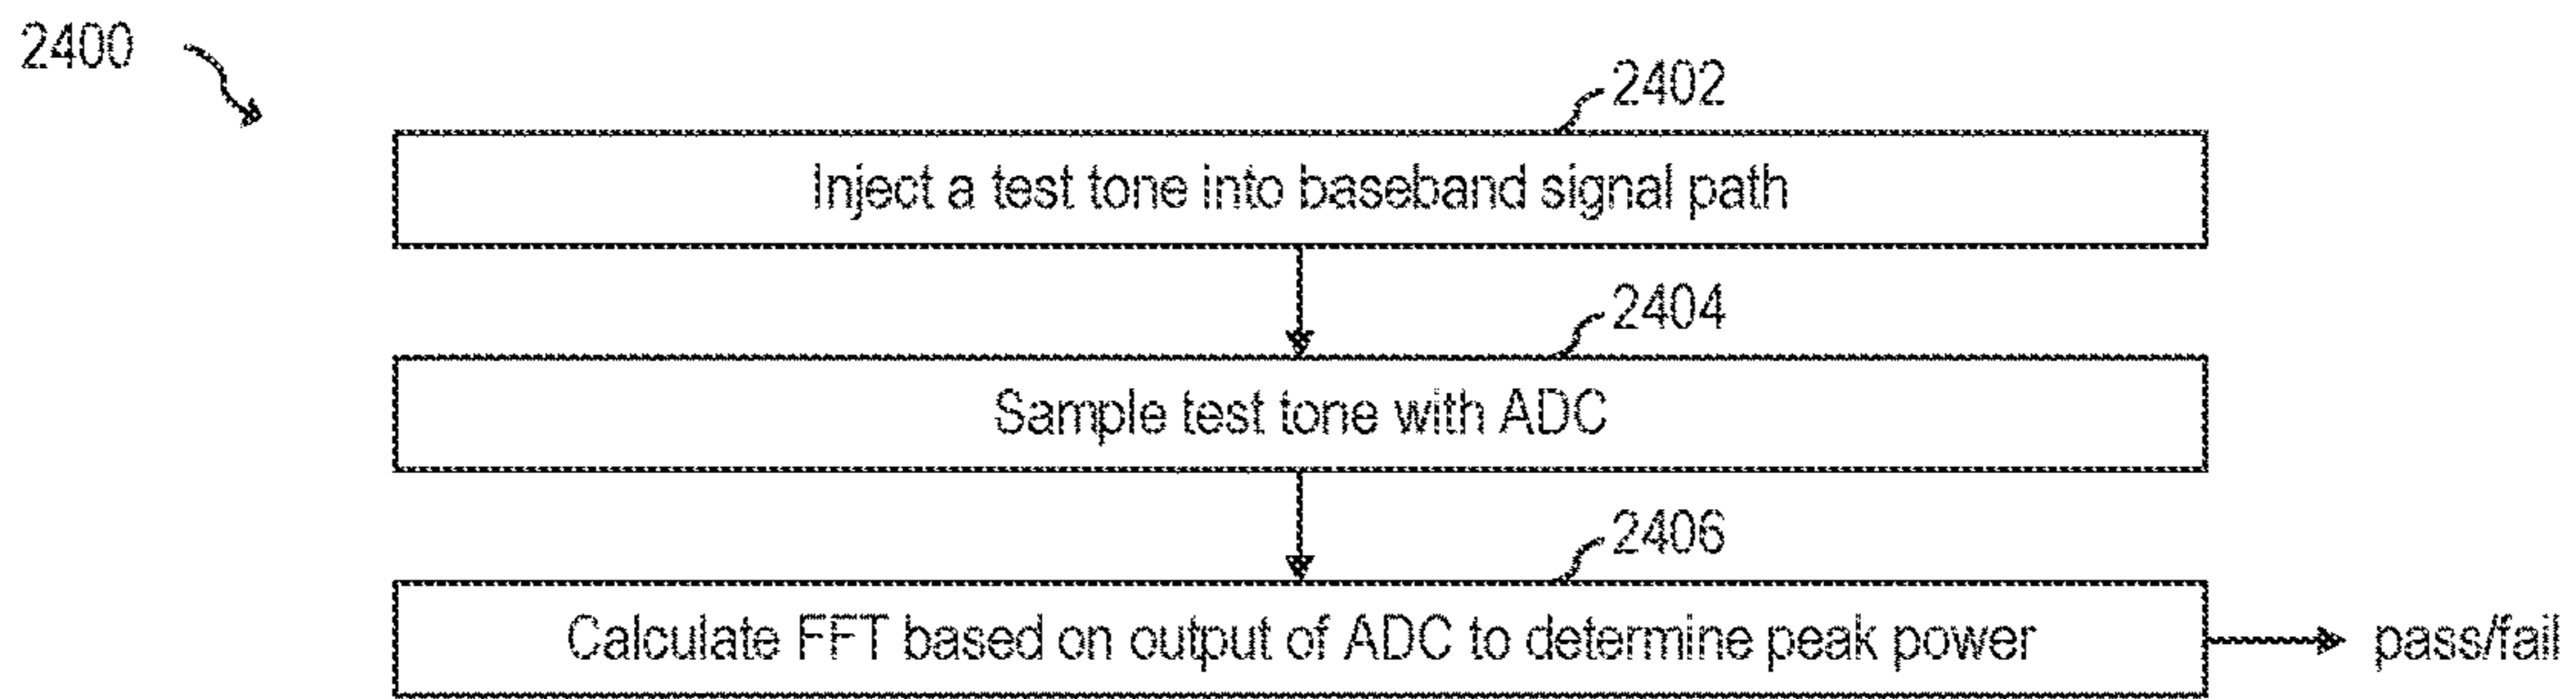 2400
2402
Inject a test tone into baseband signal path
2404
Sample test tone with ADC
2406
Calculate FFT based on output of ADC to determine peak power
pass/fail